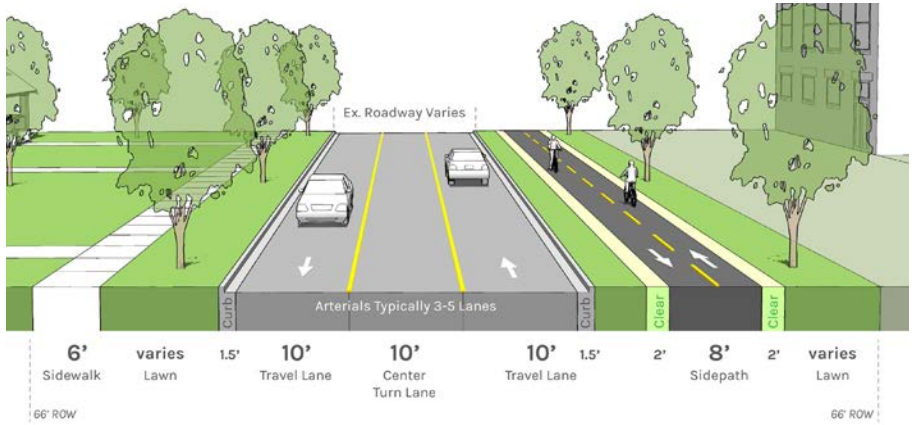 Ex. Roadway Varies
Arterials Typically 3-5 Lanes
Curb
Curb
Clear
Clear
6’ varies 1.5’ 10’ 10’ 10’ 1.5’ 2’ 8’ 2’ varies
Sidewalk Lawn Travel Lane Center Travel Lane Sidepath Lawn
Turn Lane
66’ ROW 66’ ROW